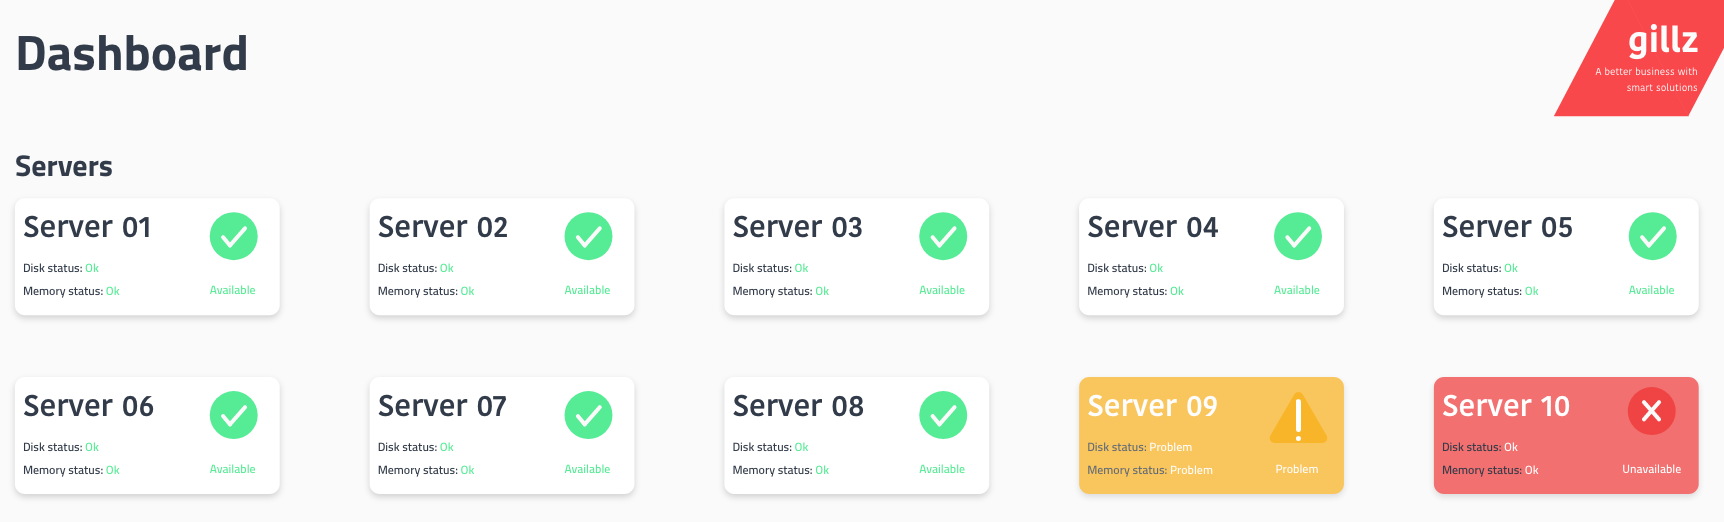 Dashboard
gillz
A better business with
smart solutions
Servers
Server 01
Disk status: Ok
Memory status: Ok
Available
Server 02
Disk status: Ok
Memory status: Ok
Available
Server 03
Disk status: Ok
Memory status: Ok
Available
Server 04
Disk status: Ok
Memory status: Ok
Available
Server 05
Disk status: Ok
Memory status: Ok
Available
Server 06
Disk status: Ok
Memory status: Ok
Available
Server 07
Disk status: Ok
Memory status: Ok
Available
Server 08
Disk status: Ok
Memory status: Ok
Available
Server 09
Disk status: Problem
Memory status: Problem
Problem
Server 10
Disk status: Ok
Memory status: Ok
Unavailable